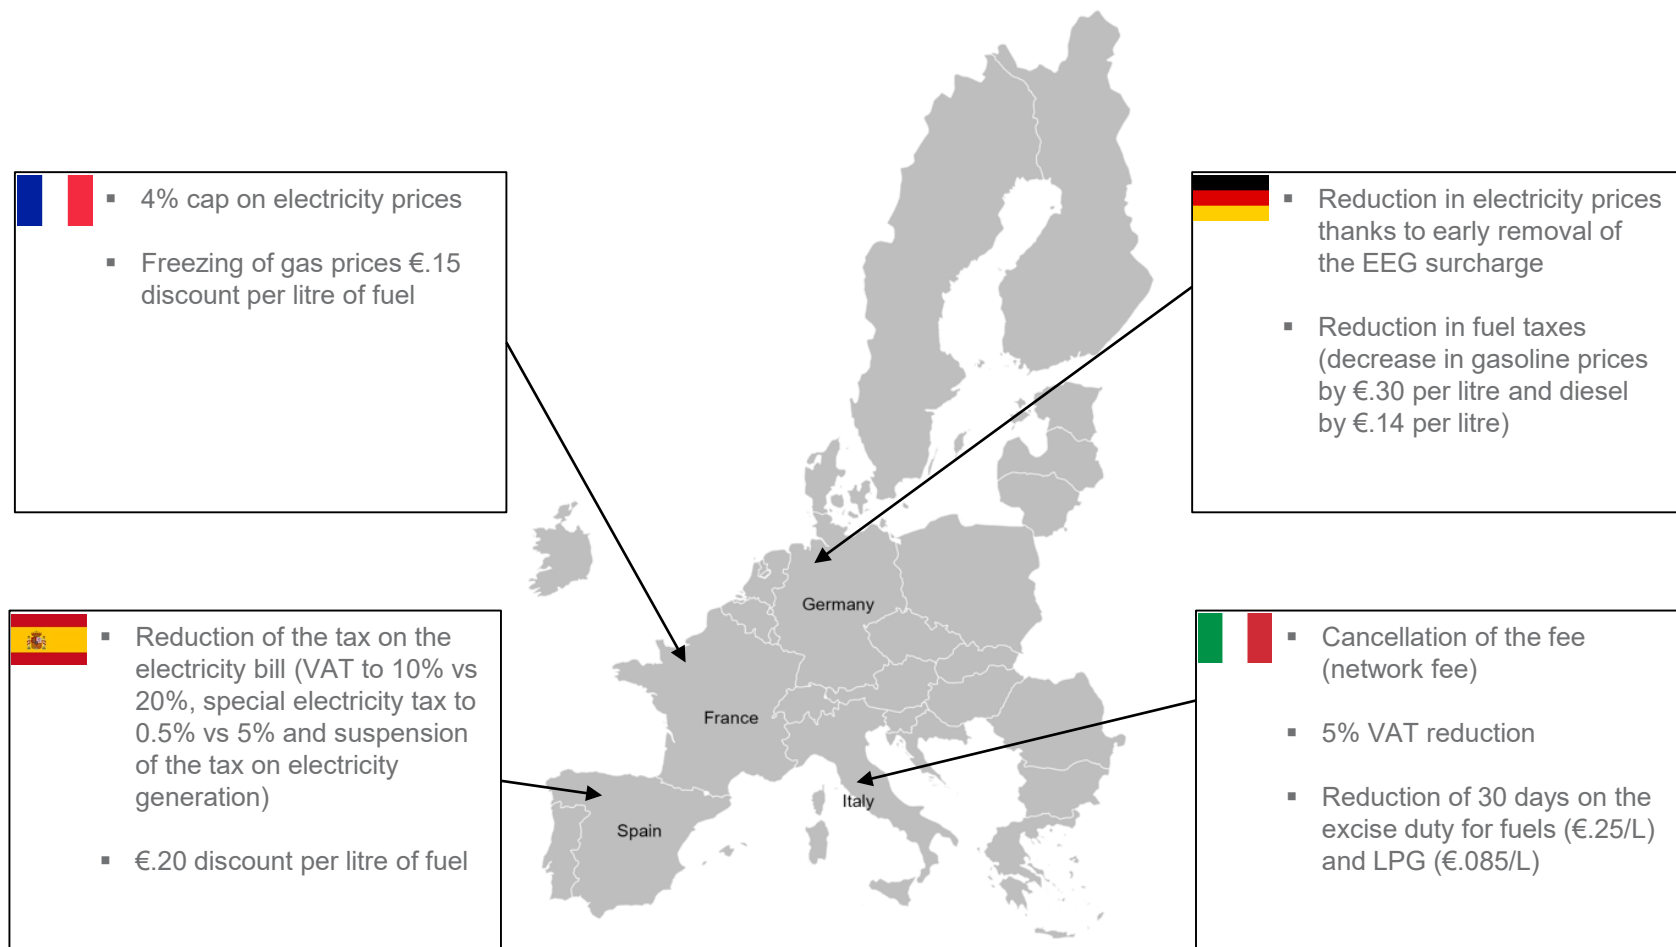 ▪ 4% cap on electricity prices
▪ Freezing of gas prices €.15
discount per litre of fuel
▪ Reduction in electricity prices
thanks to early removal of
the EEG surcharge
▪ Reduction in fuel taxes
(decrease in gasoline prices
by €.30 per litre and diesel
by €.14 per litre)
▪ Reduction of the tax on the
electricity bill (VAT to 10% vs
20%, special electricity tax to
0.5% vs 5% and suspension
of the tax on electricity
generation)
▪ €.20 discount per litre of fuel
▪ Cancellation of the fee
(network fee)
▪ 5% VAT reduction
▪ Reduction of 30 days on the
excise duty for fuels (€.25/L)
and LPG (€.085/L)
Germany
France
Italy
Spain